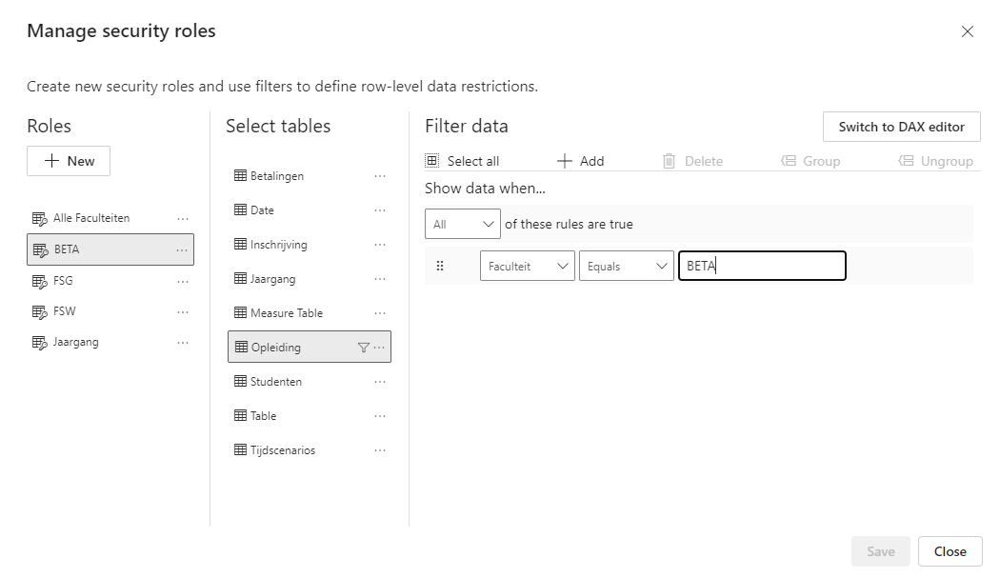 Manage security roles
Create new security roles and use filters to define row-level data restrictions.
Roles
New
Alle Faculteiten
BETA
FSG
FSW
Jaargang
Select tables
Betalingen
Date
Inschrijving
Jaargang
Measure Table
Opleiding
Studenten
Table
Tijdscenarios
Filter data
Switch to DAX editor
Select all
Add
Delete
Group
Ungroup
Show data when...
All of these rules are true
Faculteit Equals BETA
Save
Close